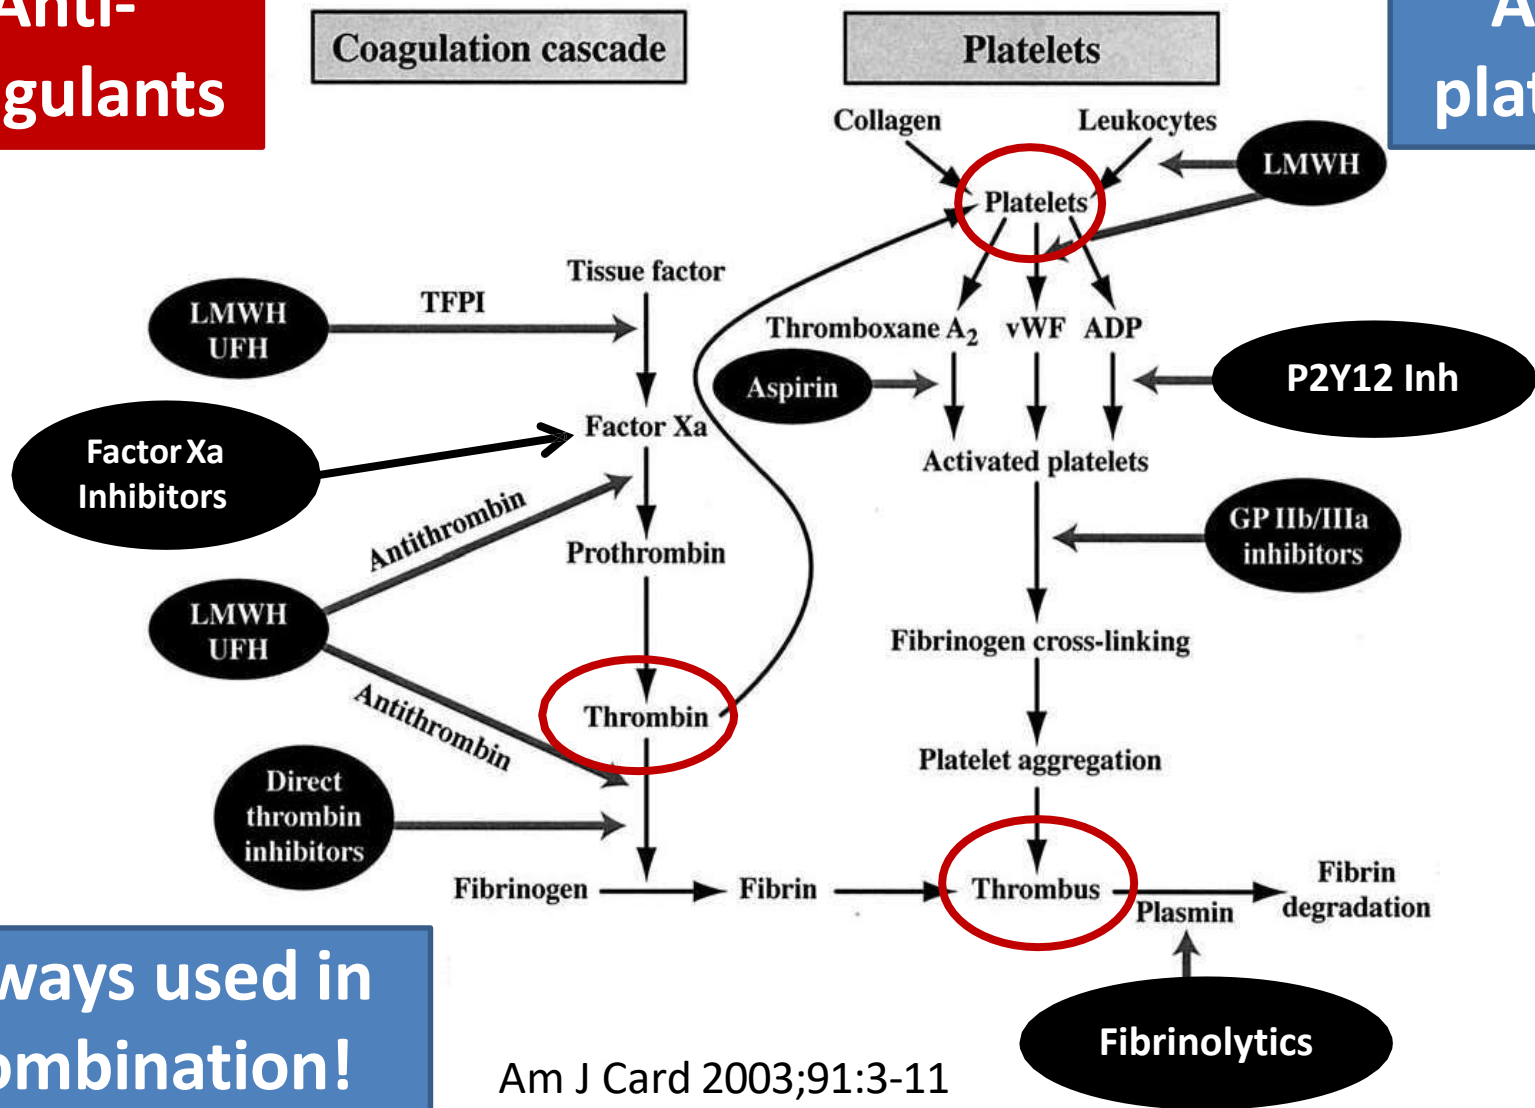 Anti-
gulants
Coagulation cascade
Platelets
plat
Collagen
Leukocytes
LMWH
Platelets
Tissue factor
LMWH
UFH
TFPI
Thromboxane A₂
vWF
ADP
Aspirin
P2Y12 Inh
Factor Xa
Factor Xa
Inhibitors
Activated platelets
Antithrombin
GP IIb/IIIa
inhibitors
Prothrombin
LMWH
UFH
Fibrinogen cross-linking
Antithrombin
Thrombin
Direct
thrombin
inhibitors
Platelet aggregation
Fibrinogen
Fibrin
Thrombus
Plasmin
Fibrin
degradation
ways used in
ombination!
Fibrinolytics
Am J Card 2003;91:3-11